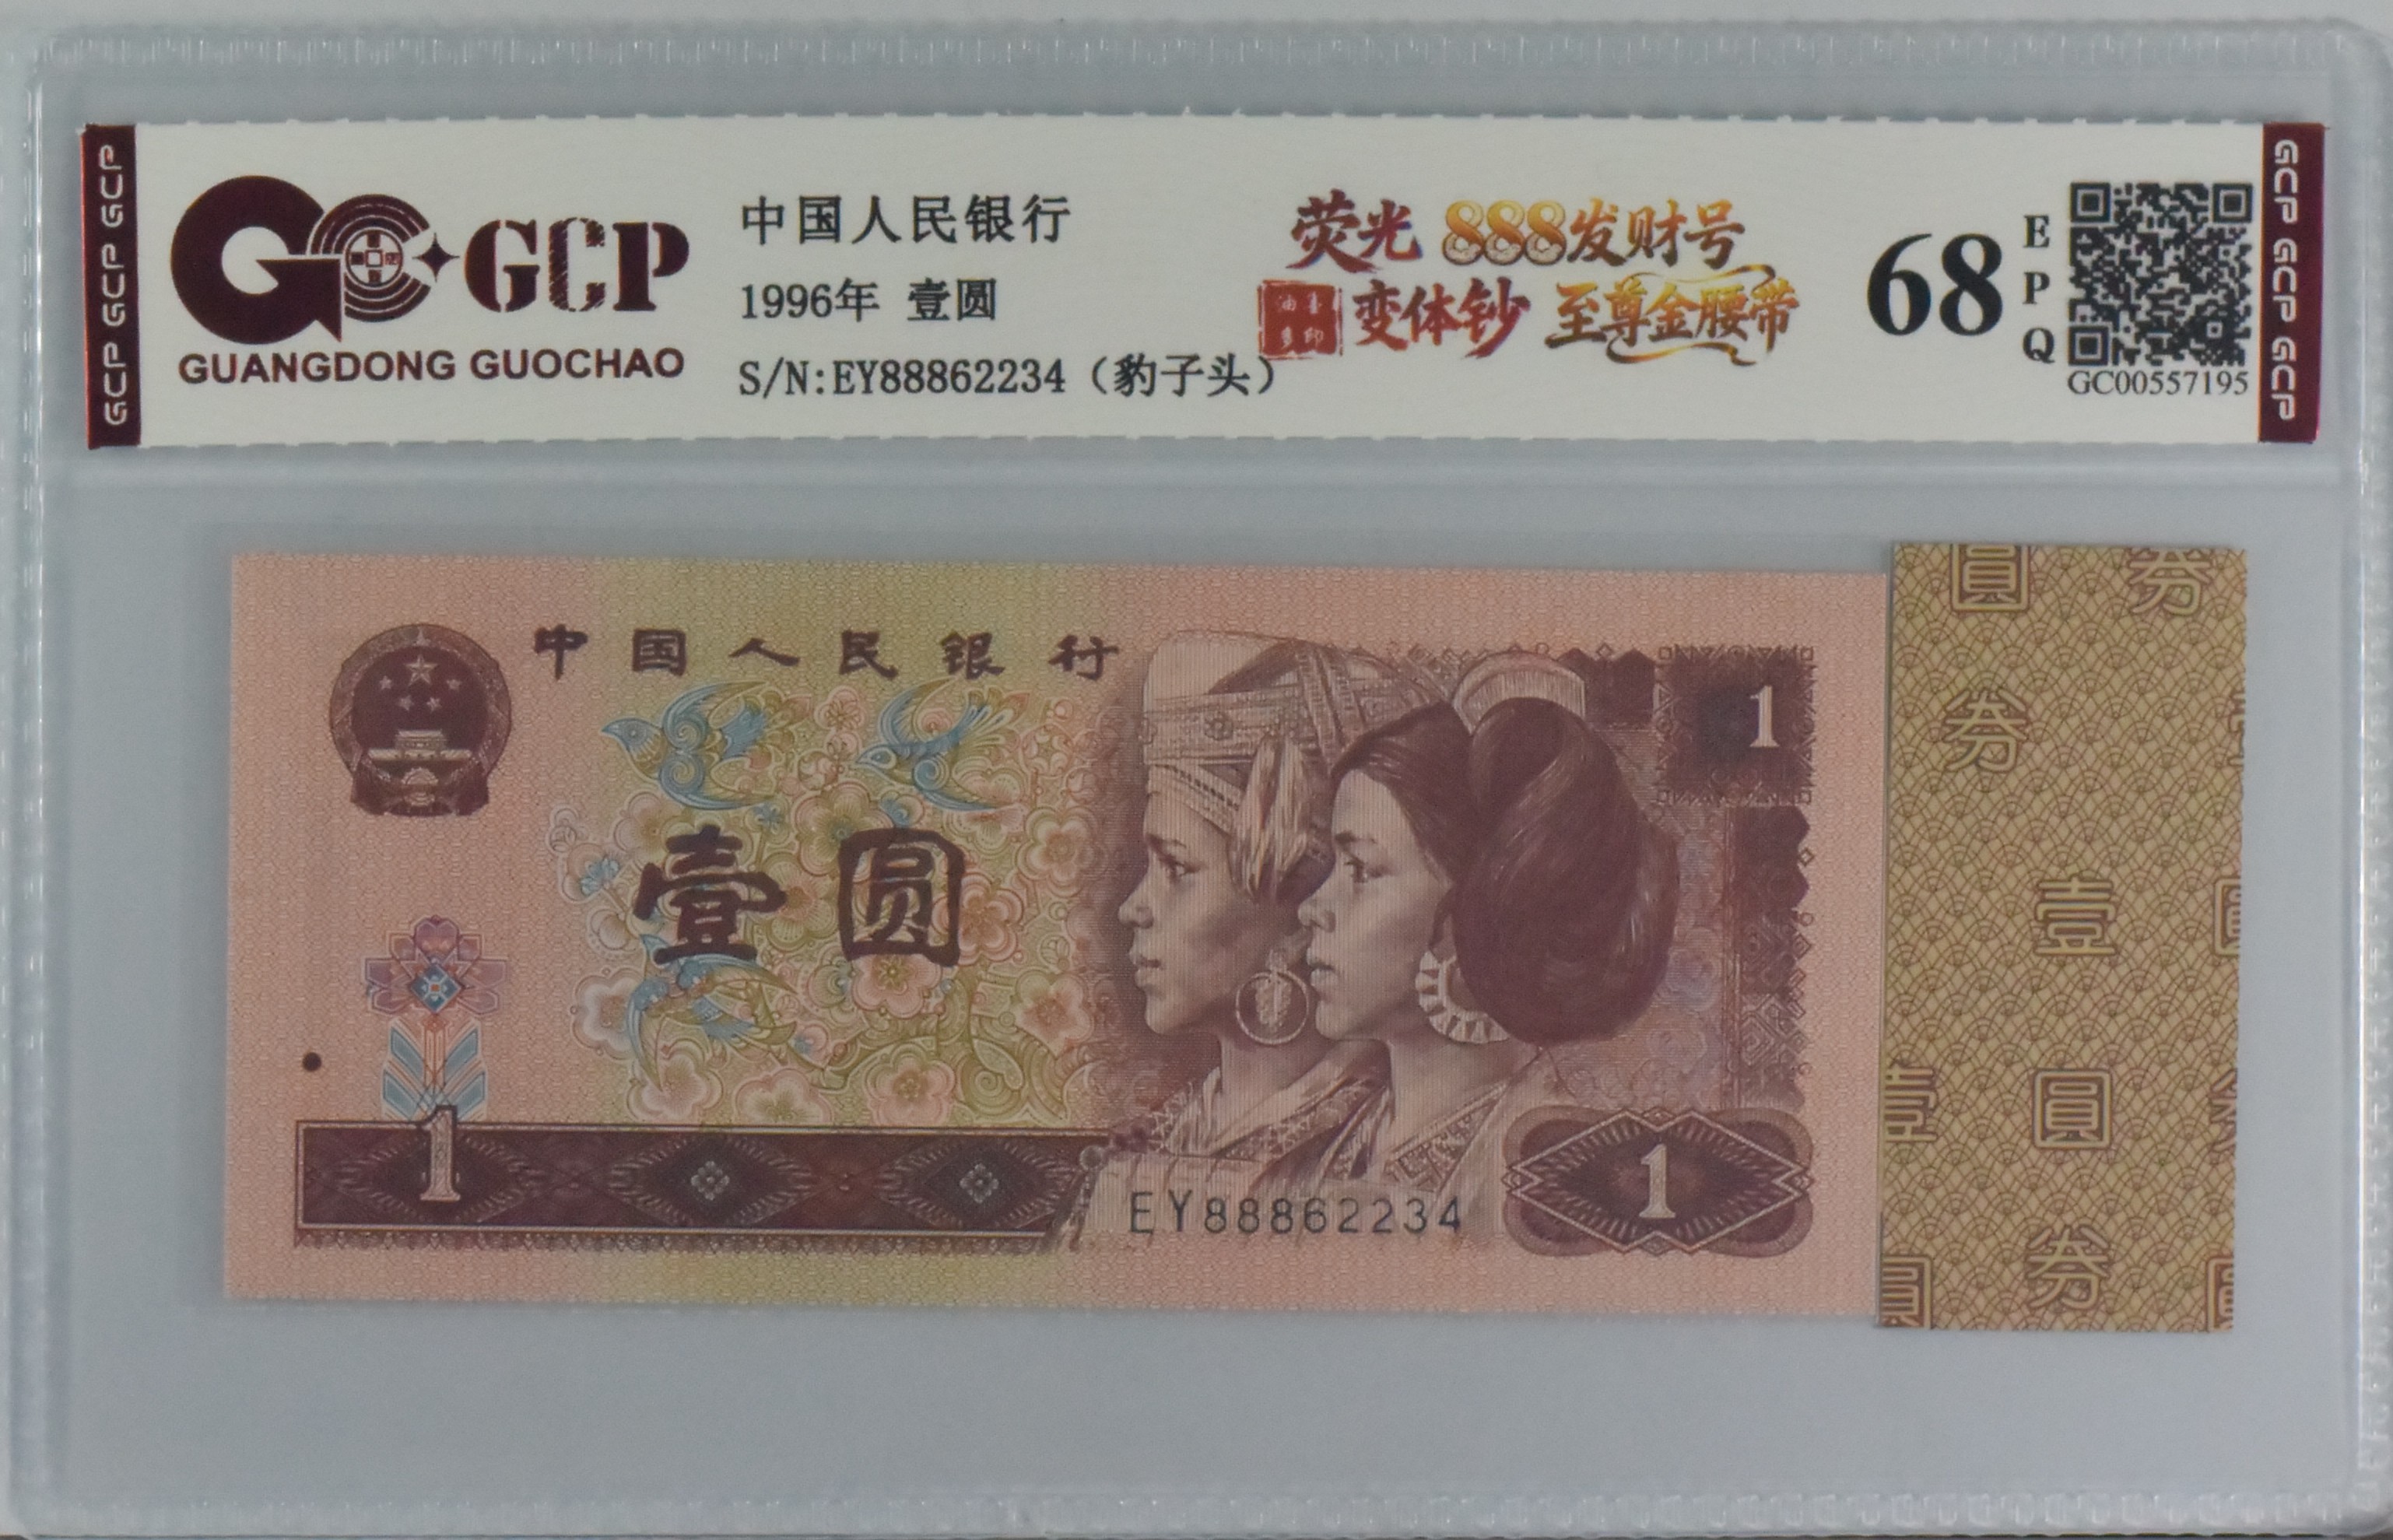 GCP GCP GCP
GCP
GUANGDONG GUOCHAO
中国人民银行
1996年 壹圆
S/N:EY88862234（豹子头）
荧光 888发财号
变体钞 至尊金腰带
68
E
P
Q
GC00557195
GCP GCP GCP
中国人民银行
壹圆
1
1
EY88862234
1
圓 券
券
壹
壹 圓
券
圓